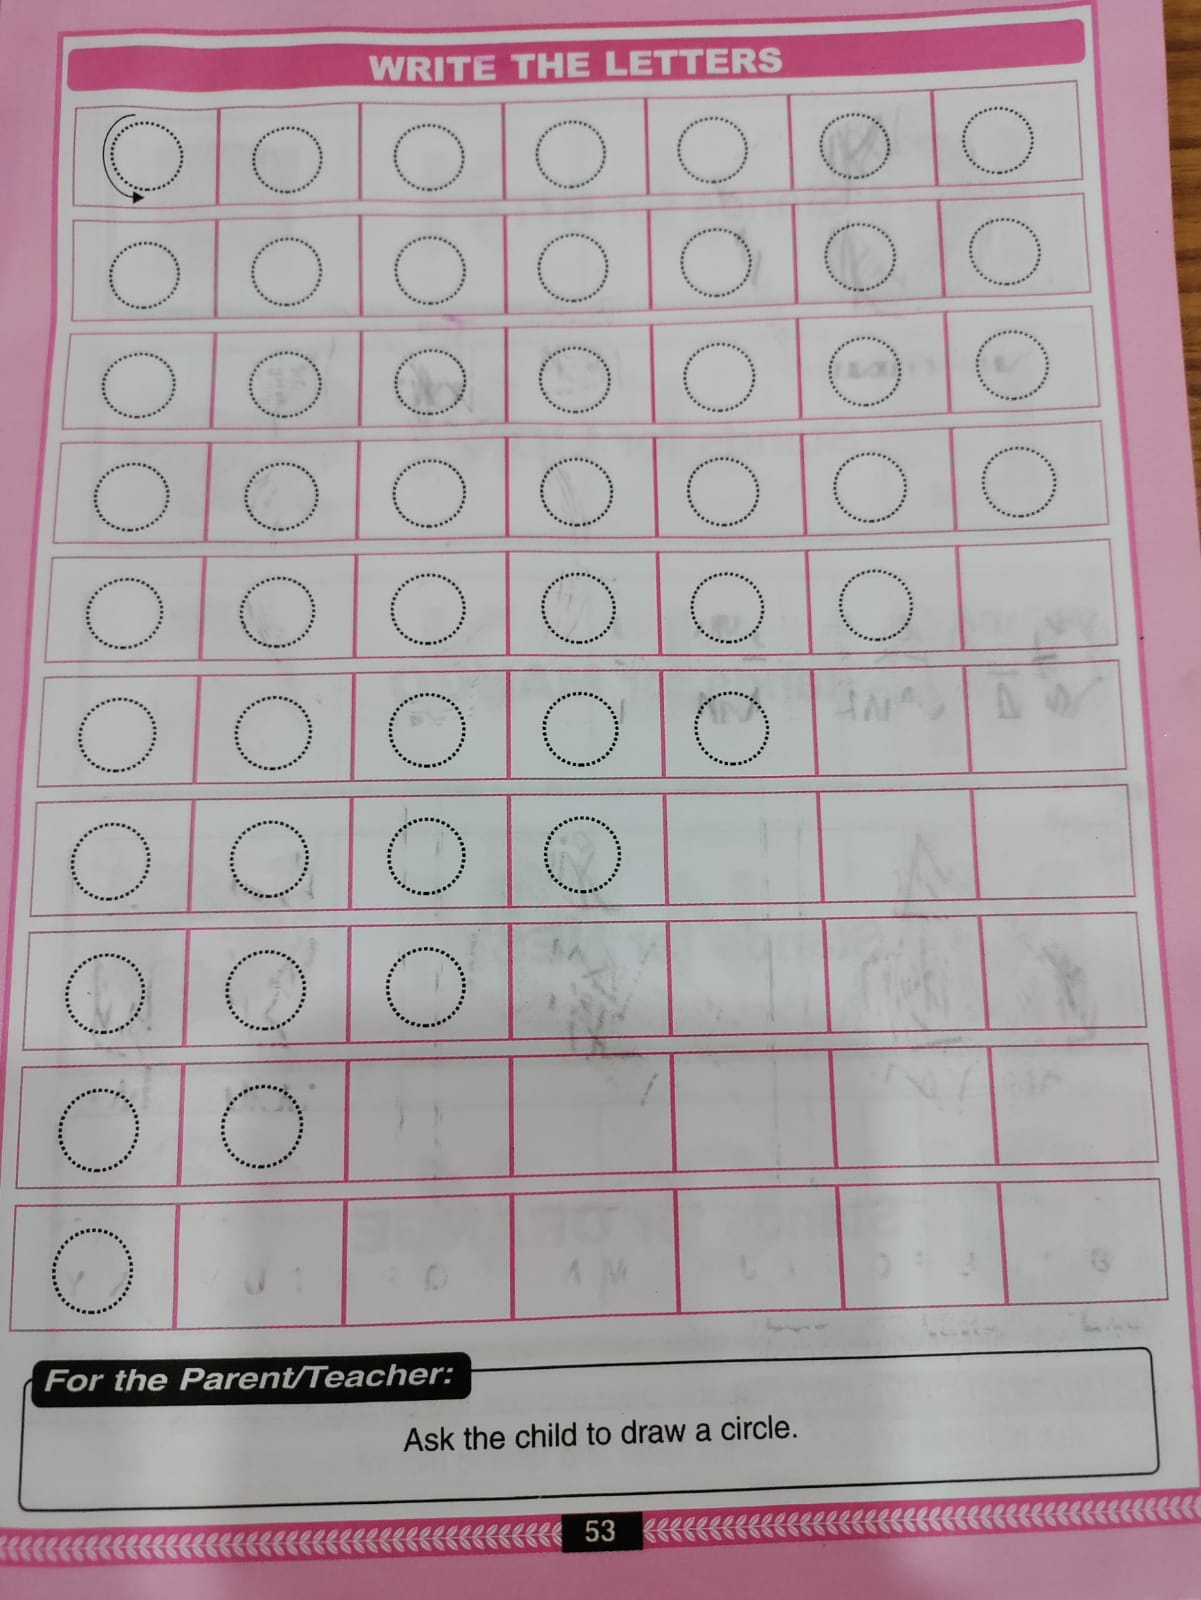 WRITE THE LETTERS
For the Parent/Teacher:
Ask the child to draw a circle.
53